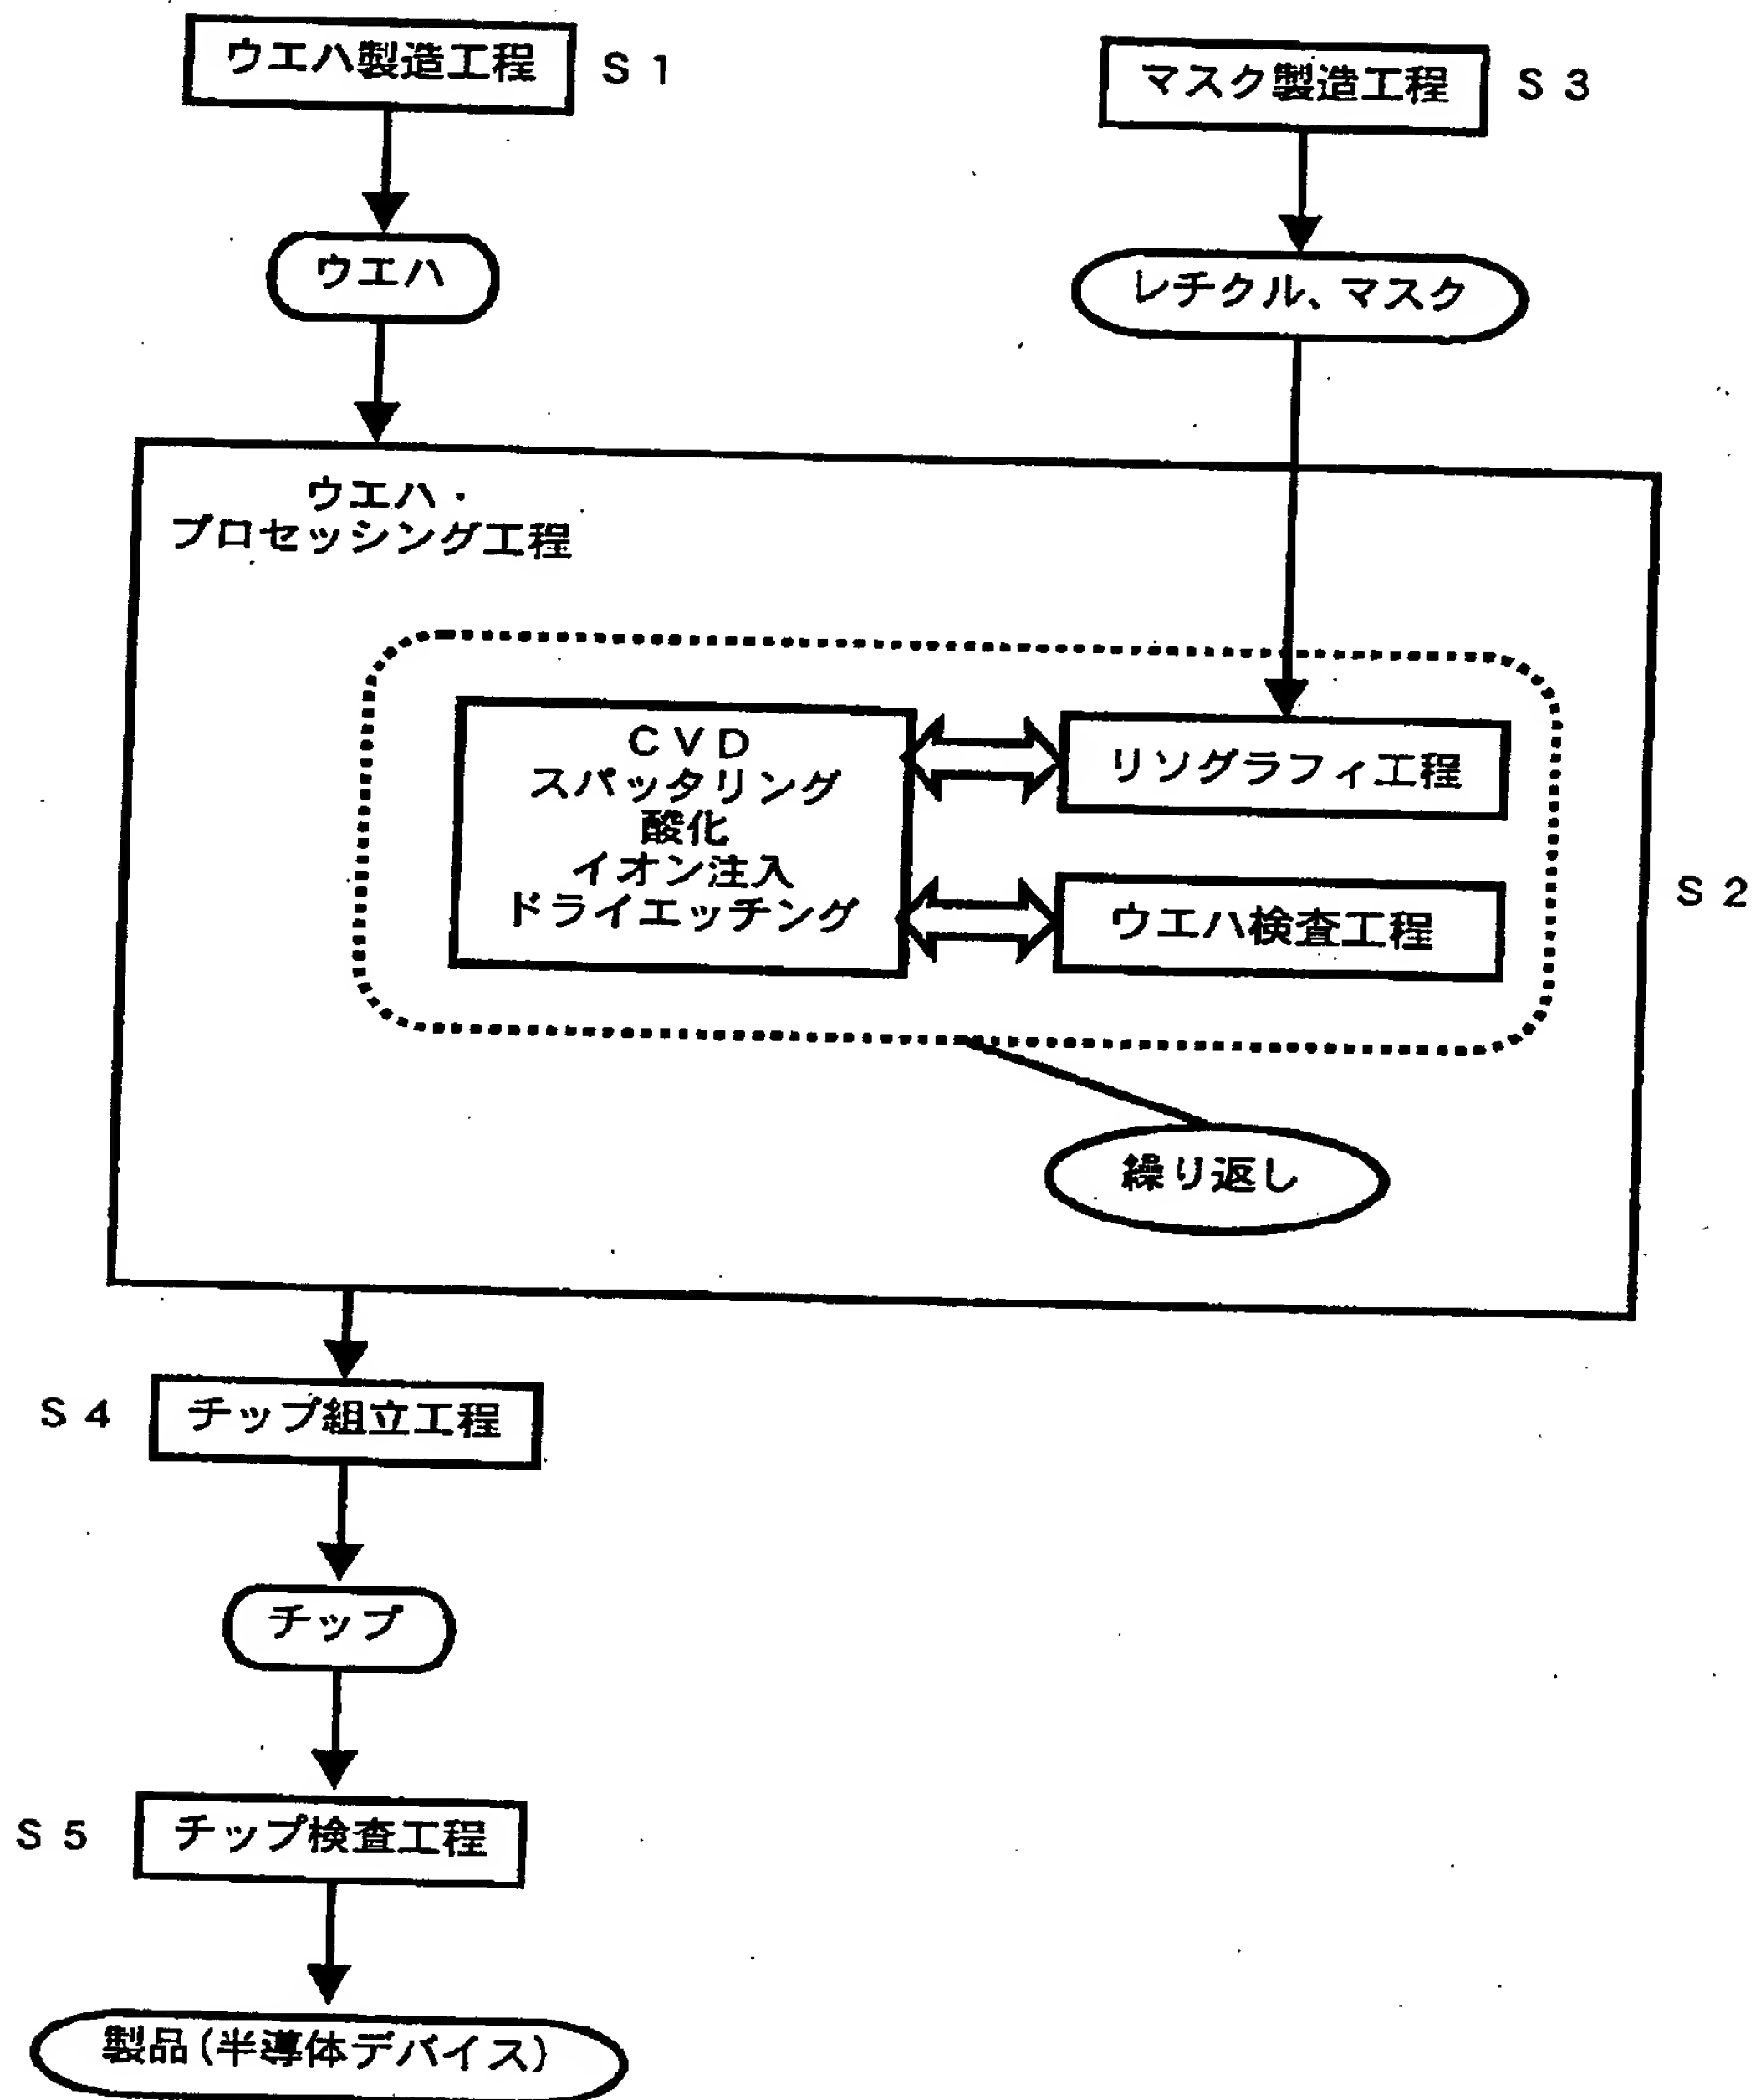 ウエハ製造工程
S1
マスク製造工程
S3
ウエハ
レチクル、マスク
ウエハ・
プロセッシング工程
CVD
スパッタリング
酸化
イオン注入
ドライエッチング
リソグラフィ工程
ウエハ検査工程
S2
繰り返し
S4
チップ組立工程
チップ
S5
チップ検査工程
製品(半導体デバイス)